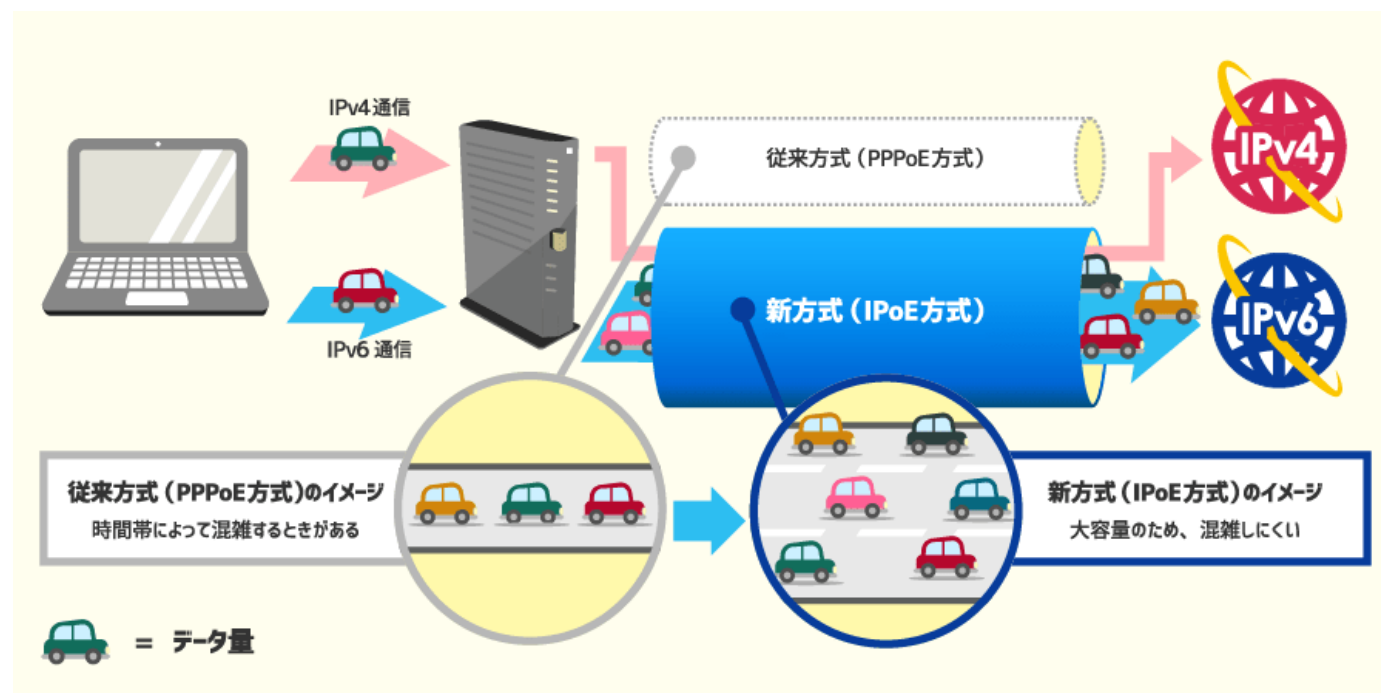 IPv4通信
従来方式（PPPoE方式）
IPv4
新方式（IPoE方式）
IPv6
IPv6 通信
従来方式（PPPoE方式）のイメージ
時間帯によって混雑するときがある
新方式（IPoE方式）のイメージ
大容量のため、混雑しにくい
= データ量